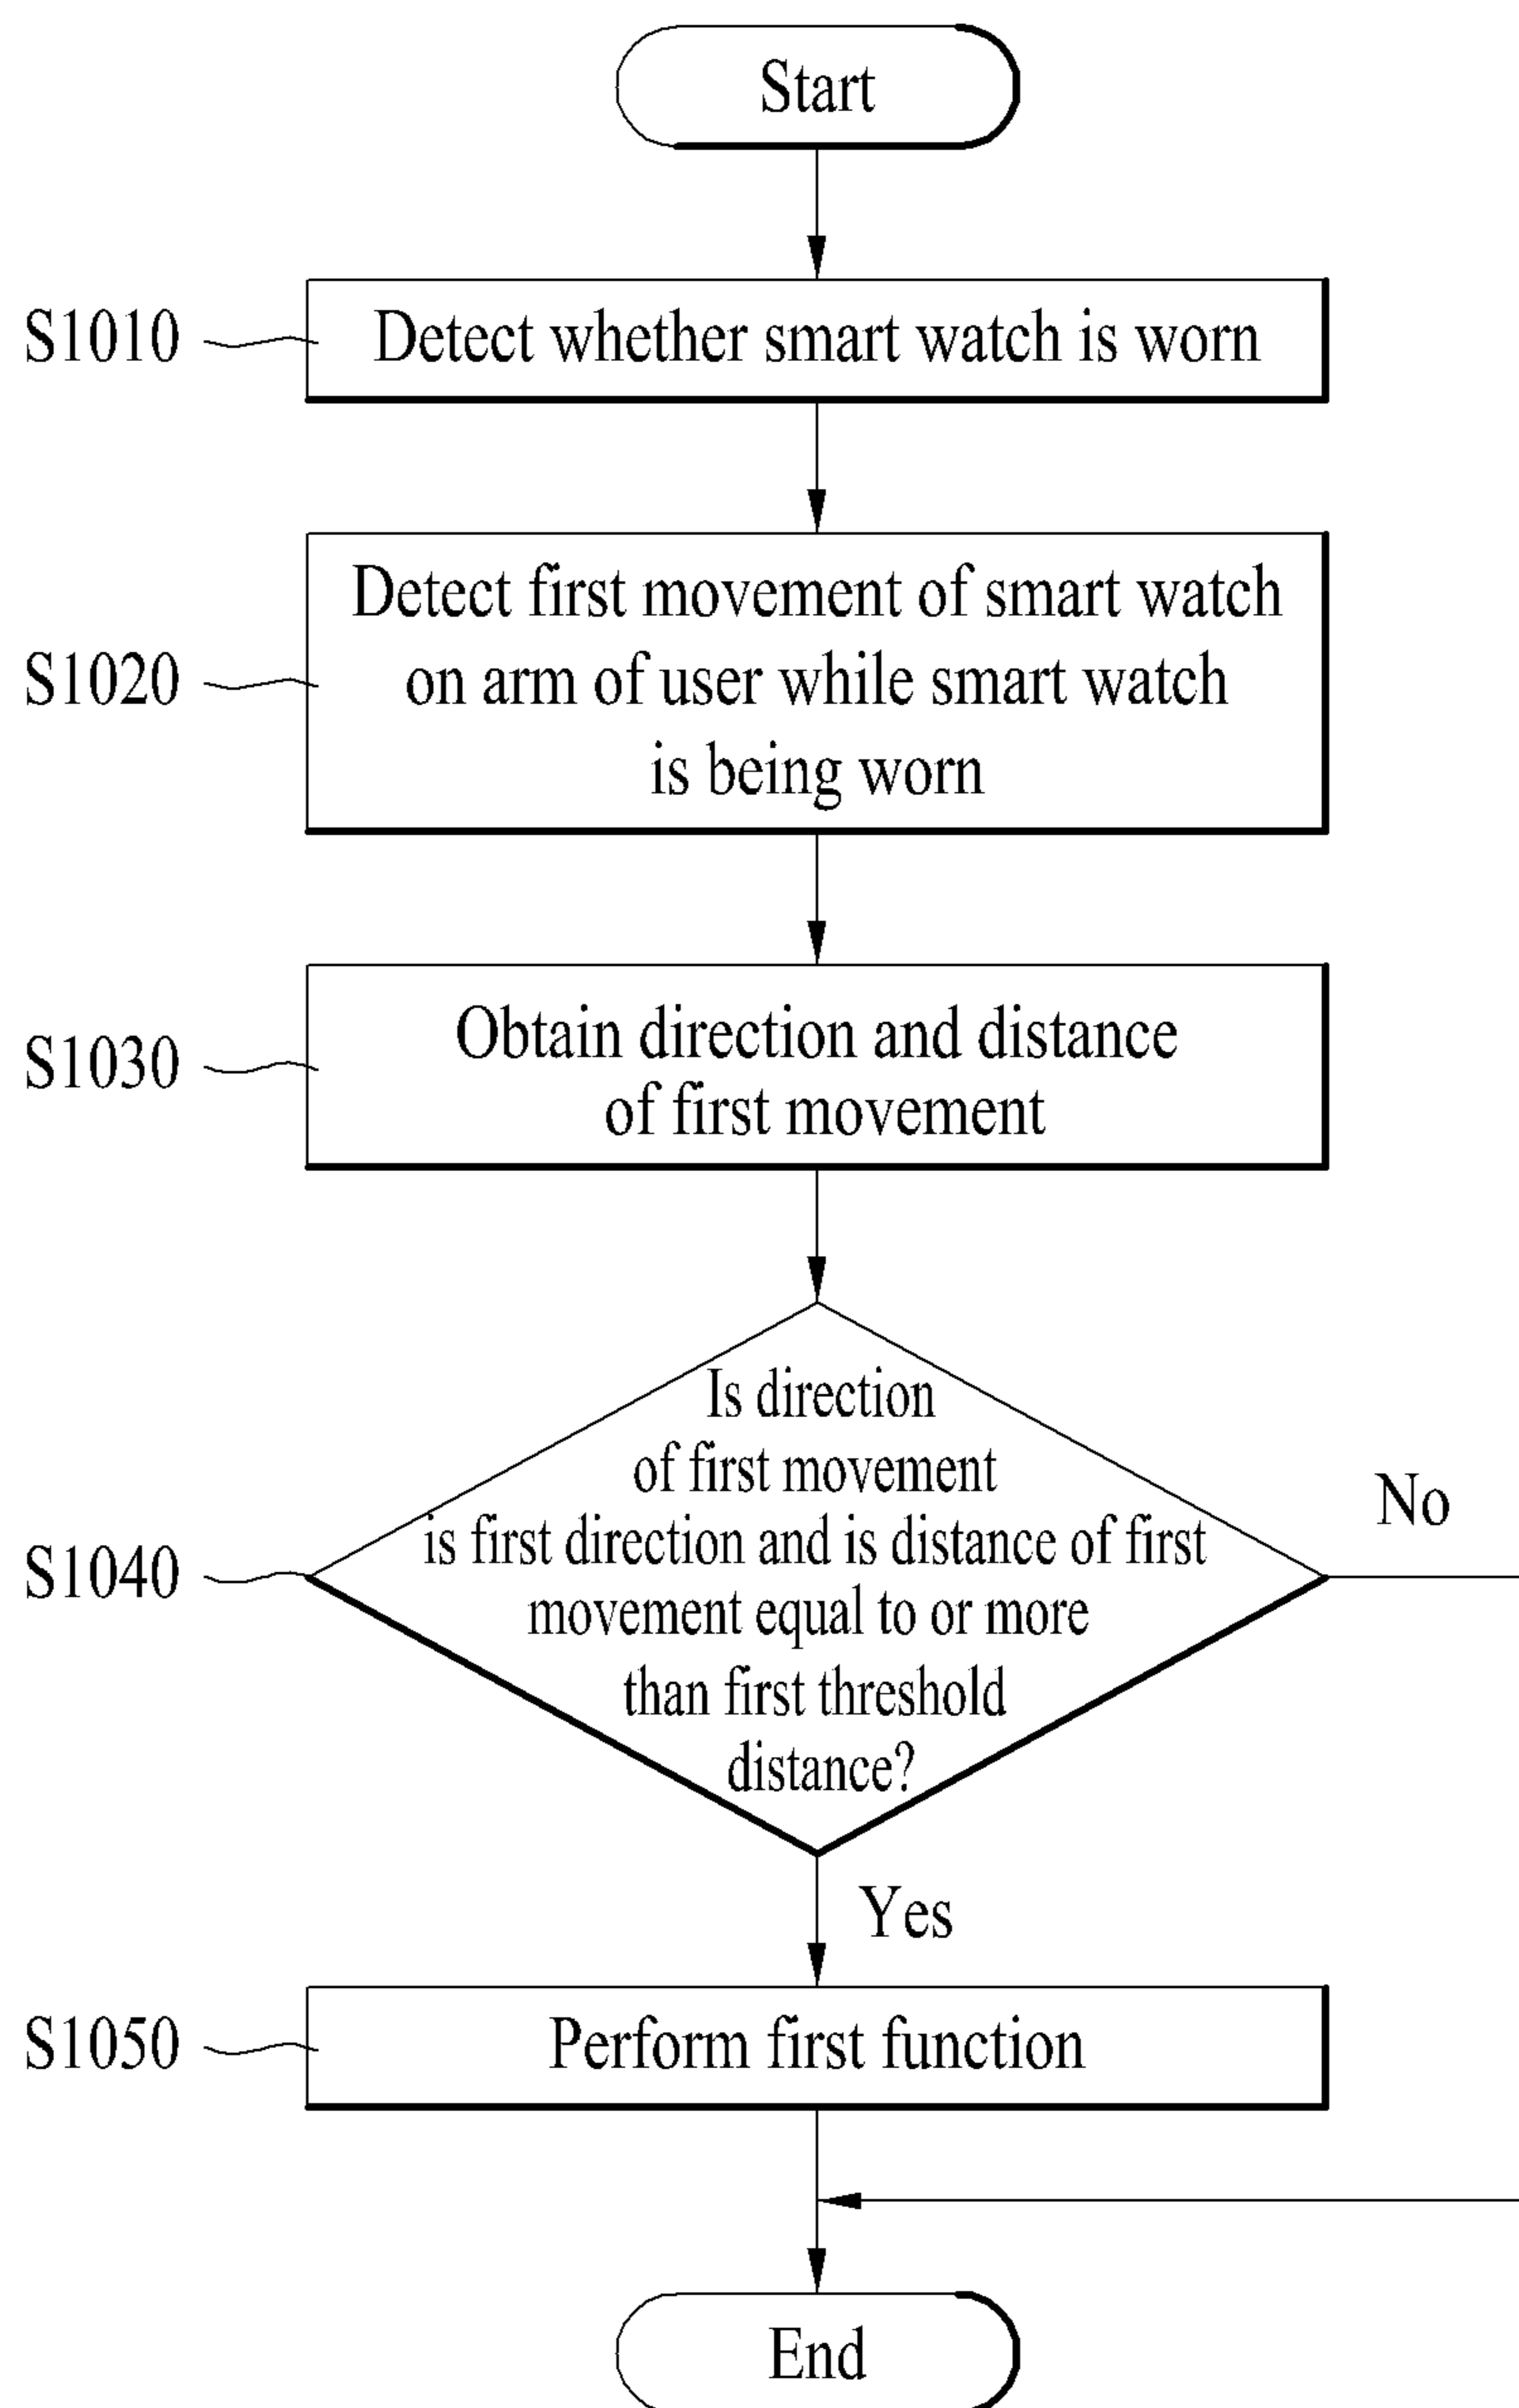 Start
S1010
Detect whether smart watch is worn
S1020
Detect first movement of smart watch
on arm of user while smart watch
is being worn
S1030
Obtain direction and distance
of first movement
S1040
Is direction
of first movement
is first direction and is distance of first
movement equal to or more
than first threshold
distance?
No
Yes
S1050
Perform first function
End